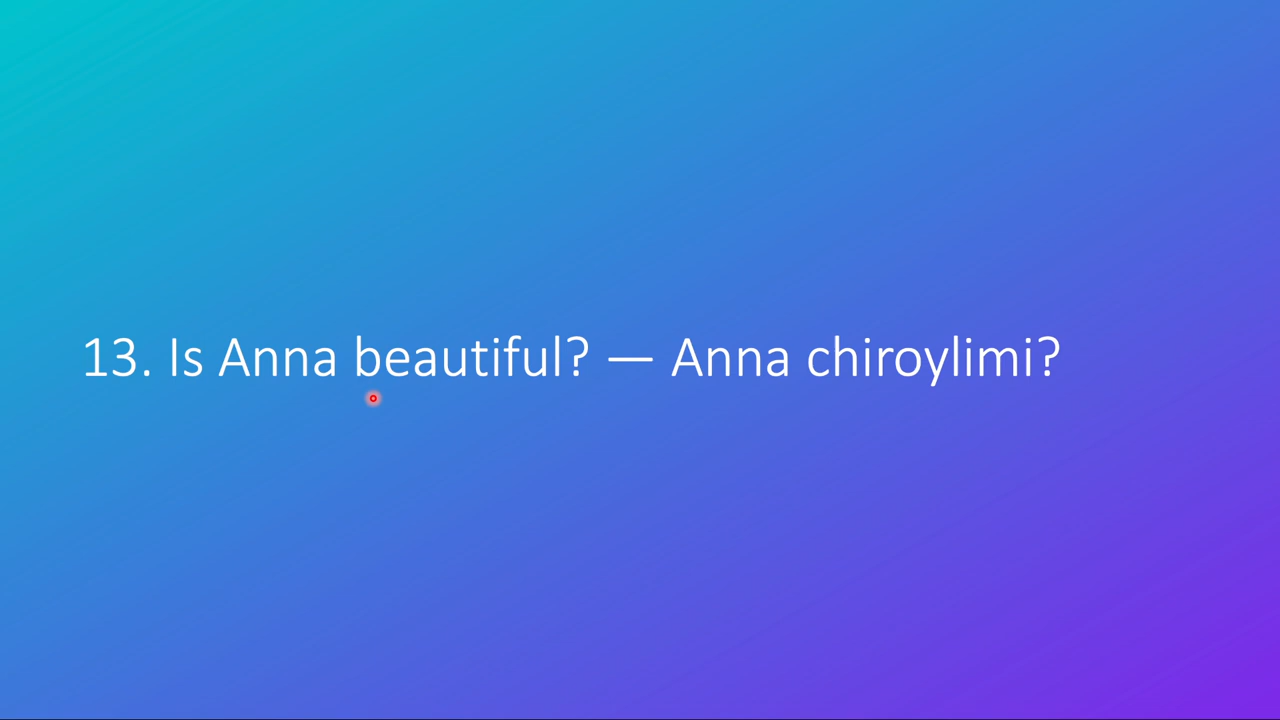 13. Is Anna beautiful? — Anna chiroylimi?